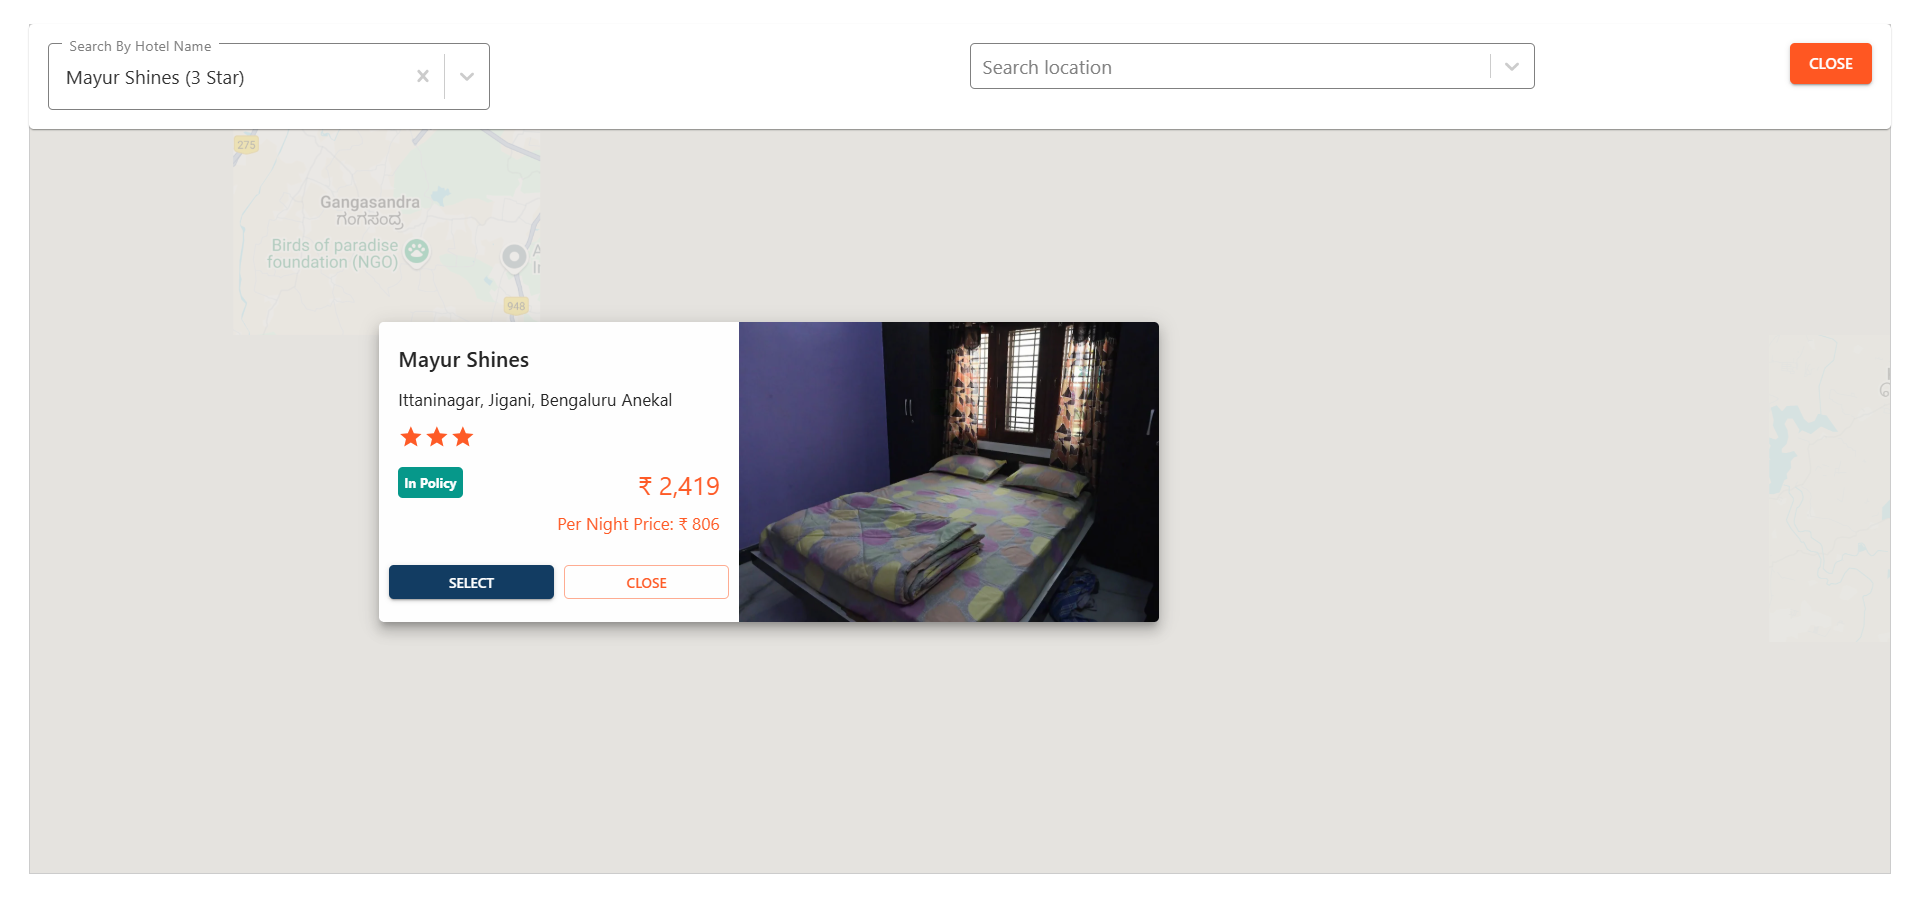 Search By Hotel Name
Mayur Shines (3 Star)
Search location
CLOSE
275
Gangasandra
ಗಂಗಸಂದ್ರ
Birds of paradise
foundation (NGO)
948
Mayur Shines
Ittaninagar, Jigani, Bengaluru Anekal
In Policy
₹ 2,419
Per Night Price: ₹ 806
SELECT
CLOSE